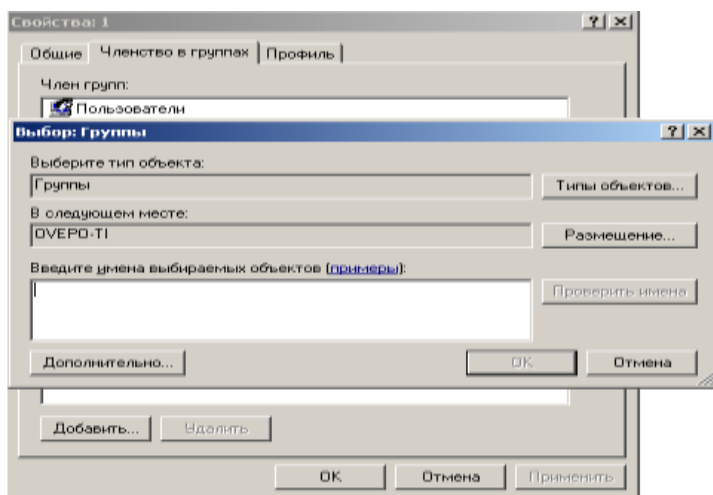 Свойства: 1
Общие Членство в группах Профиль
Член групп:
Пользователи
Выбор: Группы
Выберите тип объекта:
Группы Типы объектов...
В следующем месте:
OVEPO-TI Размещение...
Введите имена выбираемых объектов (примеры):
Проверить имена
Дополнительно... OK Отмена
Добавить... Удалить
OK Отмена Применить